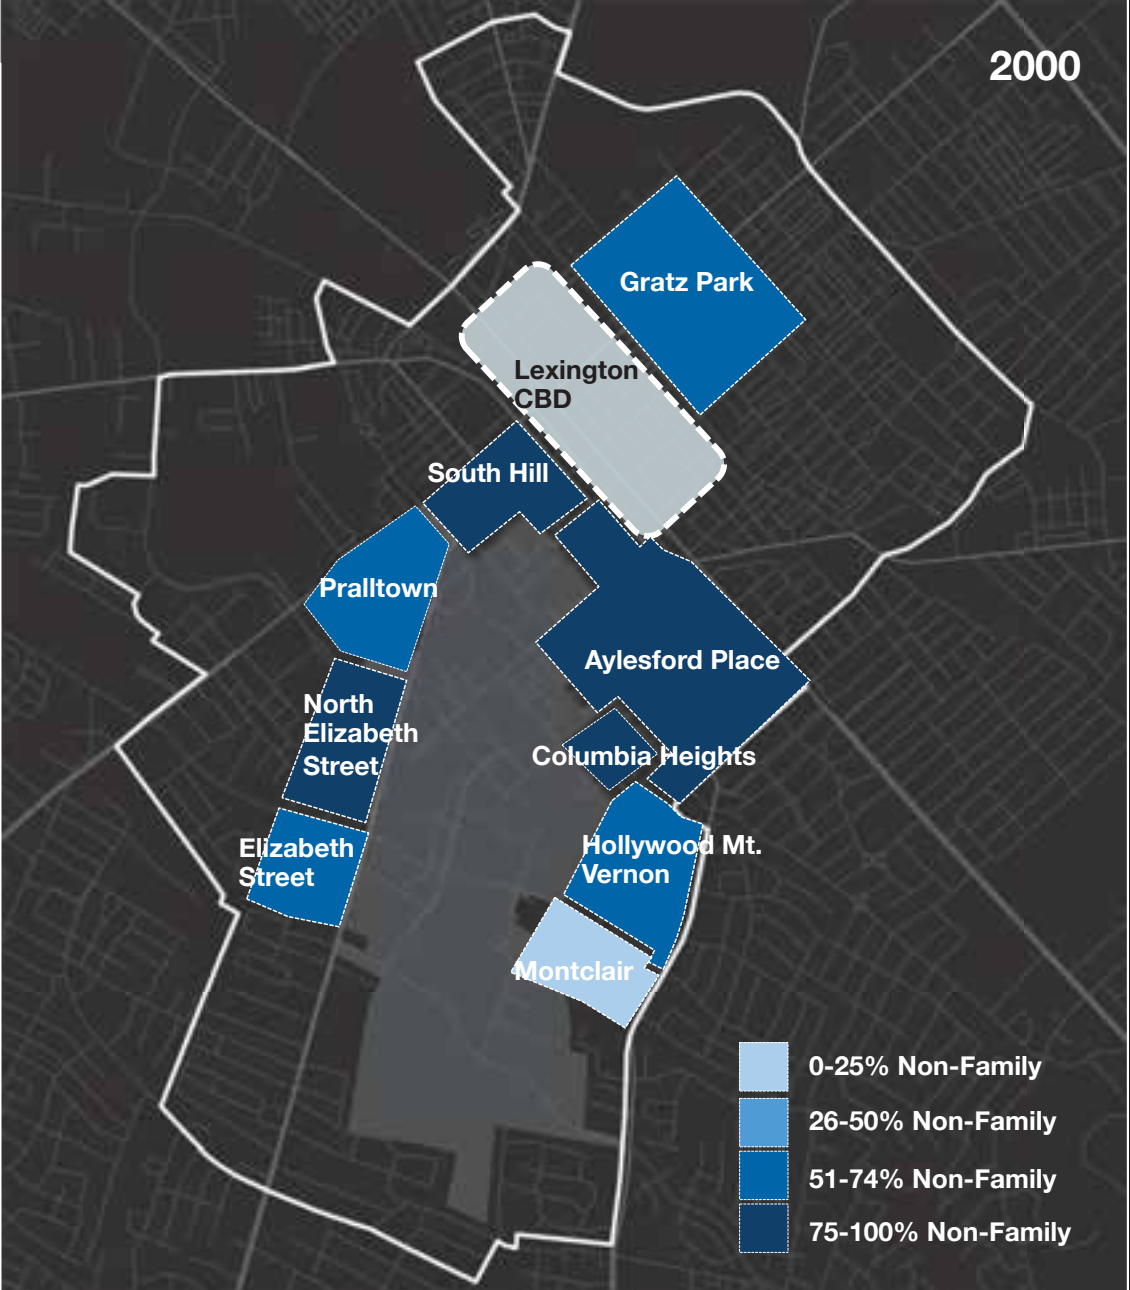 2000
Gratz Park
Lexington
CBD
South Hill
Pralltown
Aylesford Place
North
Elizabeth
Street
Columbia Heights
Elizabeth
Street
Hollywood Mt.
Vernon
Montclair
0-25% Non-Family
26-50% Non-Family
51-74% Non-Family
75-100% Non-Family